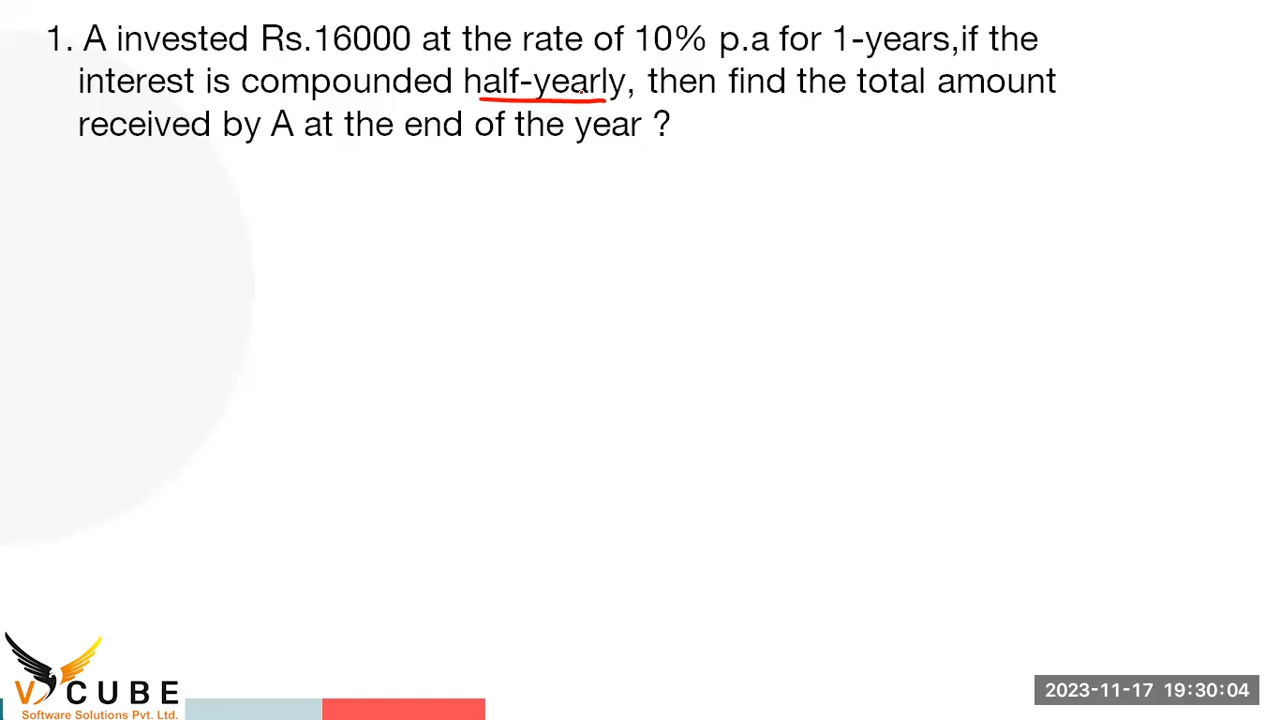 1. A invested Rs.16000 at the rate of 10% p.a for 1-years,if the
interest is compounded half-yearly, then find the total amount
received by A at the end of the year ?
V CUBE
Software Solutions Pvt. Ltd.
2023-11-17 19:30:04